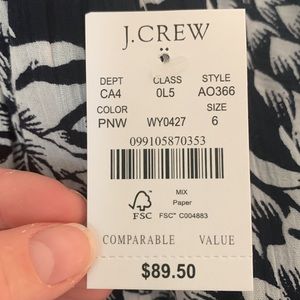 J.CREW
DEPT CLASS STYLE
CA4 0L5 AO366
COLOR SIZE
PNW WY0427 6
099105870353
MIX
Paper
FSC FSC™ C004883
COMPARABLE VALUE
$89.50